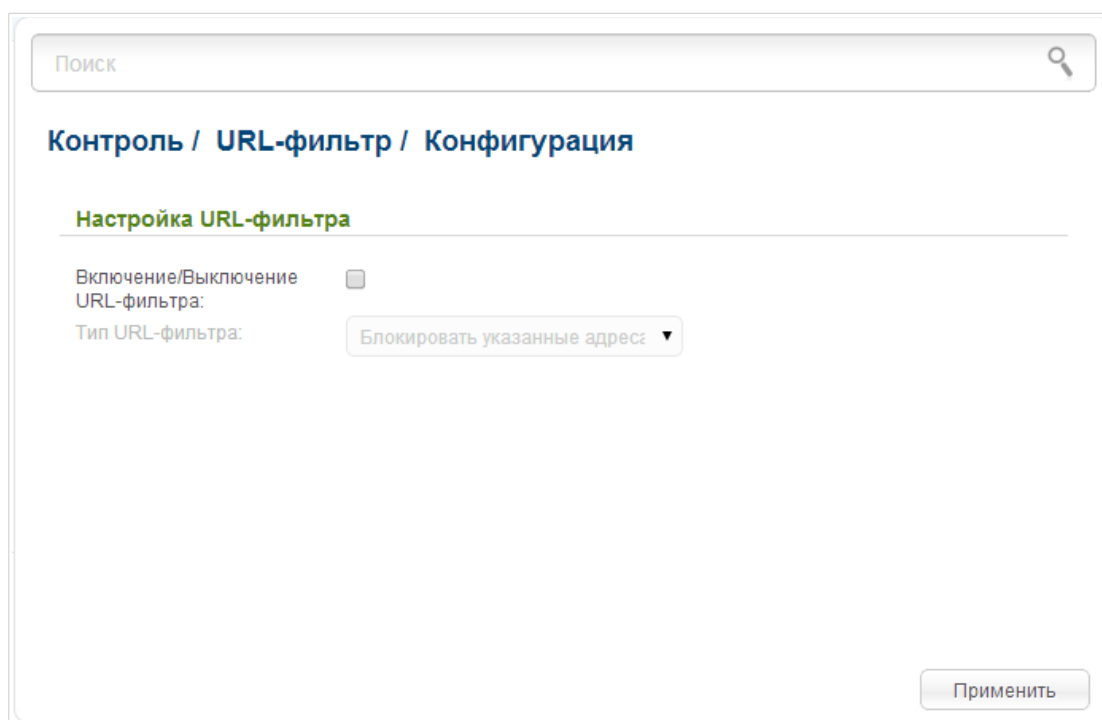 Поиск
Контроль / URL-фильтр / Конфигурация
Настройка URL-фильтра
Включение/Выключение
URL-фильтра:
Тип URL-фильтра:
Блокировать указанные адреса
Применить